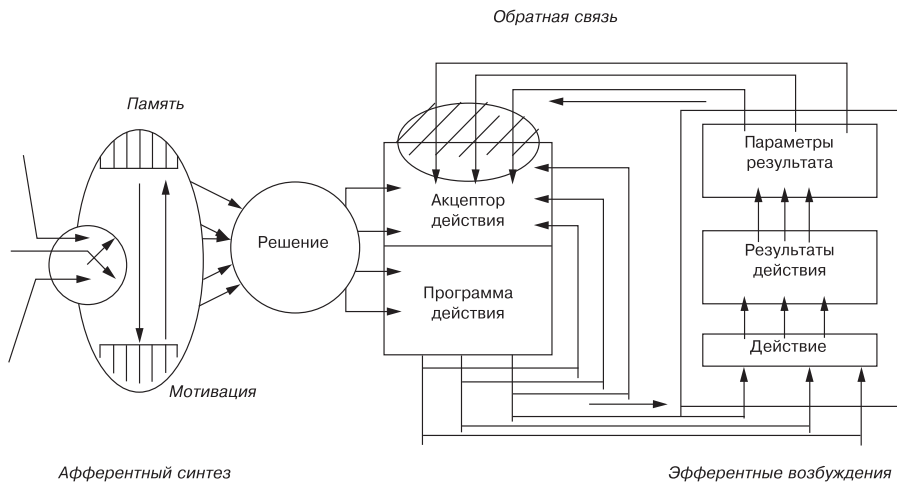 Обратная связь
Память
Параметры
результата
Акцептор
действия
Решение
Результаты
действия
Программа
действия
Действие
Мотивация
Афферентный синтез
Эфферентные возбуждения